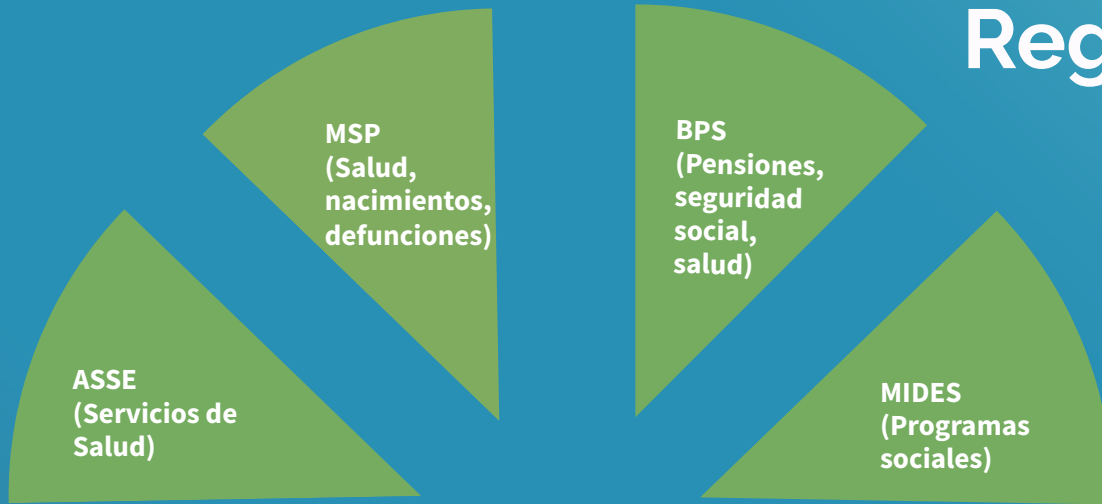 Reg
MSP
(Salud,
nacimientos,
defunciones)
BPS
(Pensiones,
seguridad
social,
salud)
ASSE
(Servicios de
Salud)
MIDES
(Programas
sociales)